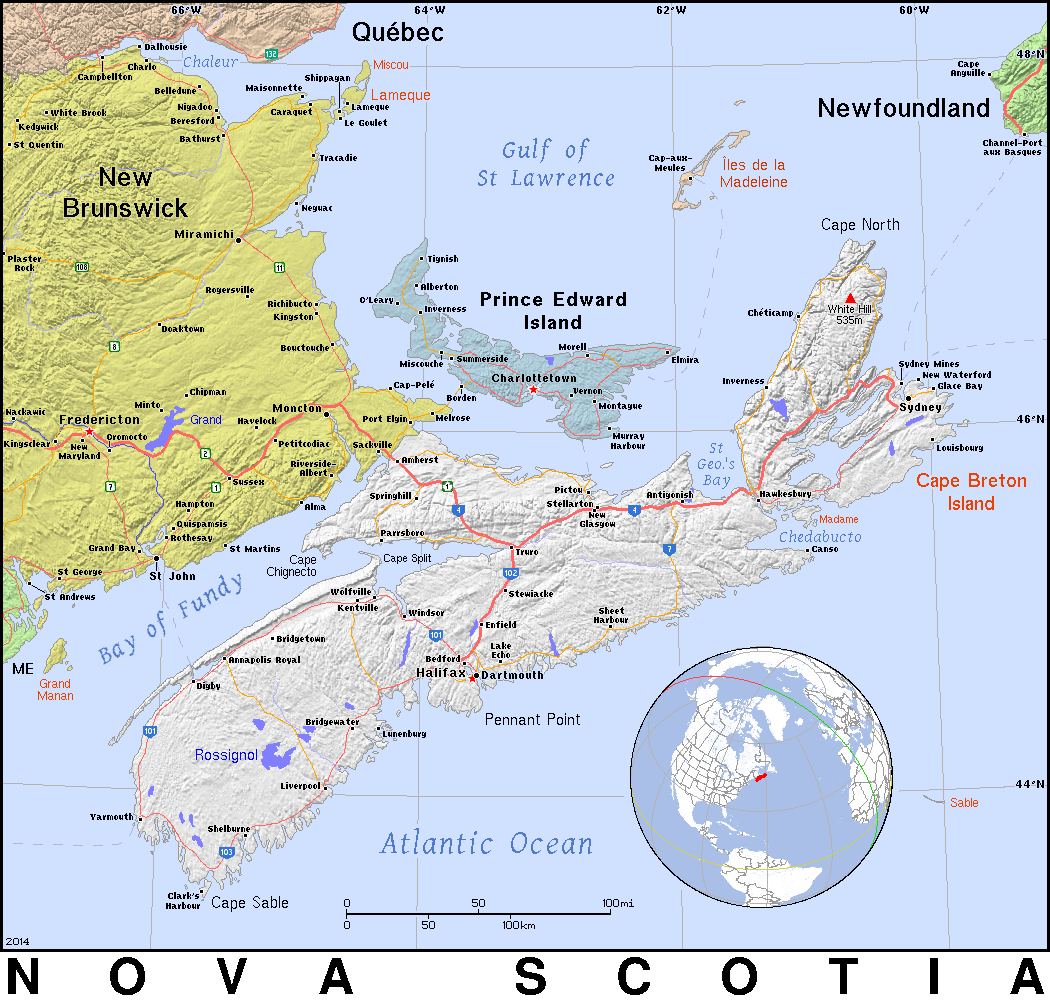 66°W
64°W
62°W
60°W
Québec
132
Dalhousie
Charlo
Campbellton
Chaleur
Miscou
Shippagan
Lameque
Maisonnette
Belledune
Lameque
Caraquet
Le Goulet
Nigadoo
Beresford
Bathurst
White Brook
Kedgwick
St Quentin
Tracadie
Cape
Anguille
48°N
Newfoundland
Channel-Port
aux Basques
Gulf of
St Lawrence
Cap-aux-
Meules
Îles de la
Madeleine
New
Brunswick
Neguac
Miramichi
Cape North
Plaster
Rock
108
11
Tignish
Alberton
O'Leary
Inverness
Rogersville
Richibucto
Kingston
Prince Edward
Island
Chéticamp
White Hill
535m
Doaktown
8
Bouctouche
Miscouche
Summerside
Morell
Elmira
Charlottetown
Sydney Mines
New Waterford
Glace Bay
Inverness
Sydney
Cap-Pelé
Borden
Vernon
Montague
Chipman
Minto
Grand
Nackawic
Fredericton
Moncton
Port Elgin
Melrose
Murray
Harbour
46°N
Kingsclear
New
Maryland
Oromocto
Havelock
Petitcodiac
Sackville
Louisbourg
2
St
Geo.'s
Bay
Amherst
Riverside-
Albert
7
1
Sussex
1
Springhill
Pictou
Stellarton
New
Glasgow
Antigonish
Hawkesbury
Cape Breton
Island
Alma
4
4
Hampton
Quispamsis
Rothesay
Madame
Chedabucto
Canso
Parrsboro
Grand Bay
St Martins
Truro
7
St John
Cape
Chignecto
Cape Split
102
St George
St Andrews
Bay of Fundy
Wolfville
Kentville
Stewiacke
Windsor
Sheet
Harbour
Enfield
101
Bridgetown
Lake
Echo
ME
Grand
Manan
Annapolis Royal
Bedford
Halifax
Dartmouth
Digby
Pennant Point
101
Bridgewater
Lunenburg
Rossignol
Liverpool
44°N
Sable
Yarmouth
Shelburne
103
Atlantic Ocean
Clark's
Harbour
Cape Sable
0 50 100mi
0 50 100km
2014
NOVA SCOTIA